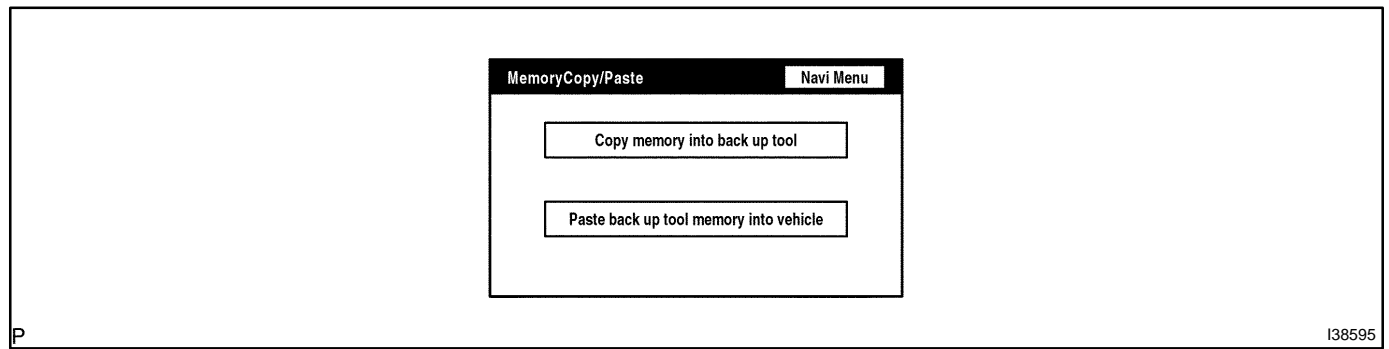 MemoryCopy/Paste Navi Menu
Copy memory into back up tool
Paste back up tool memory into vehicle
P I38595